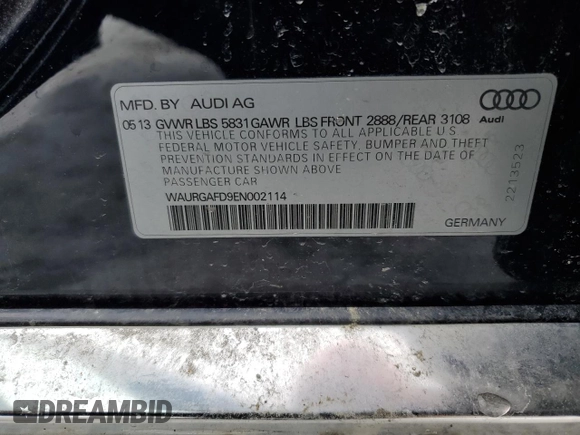 MFD. BY AUDI AG
05 13 GVWR LBS 5831 GAWR LBS FRONT 2888/REAR 3108
Audi
THIS VEHICLE CONFORMS TO ALL APPLICABLE U S
FEDERAL MOTOR VEHICLE SAFETY, BUMPER AND THEFT
PREVENTION STANDARDS IN EFFECT ON THE DATE OF
MANUFACTURE SHOWN ABOVE
PASSENGER CAR
WAURGAFD9EN002114
2213523
GERMANY
DREAMBID